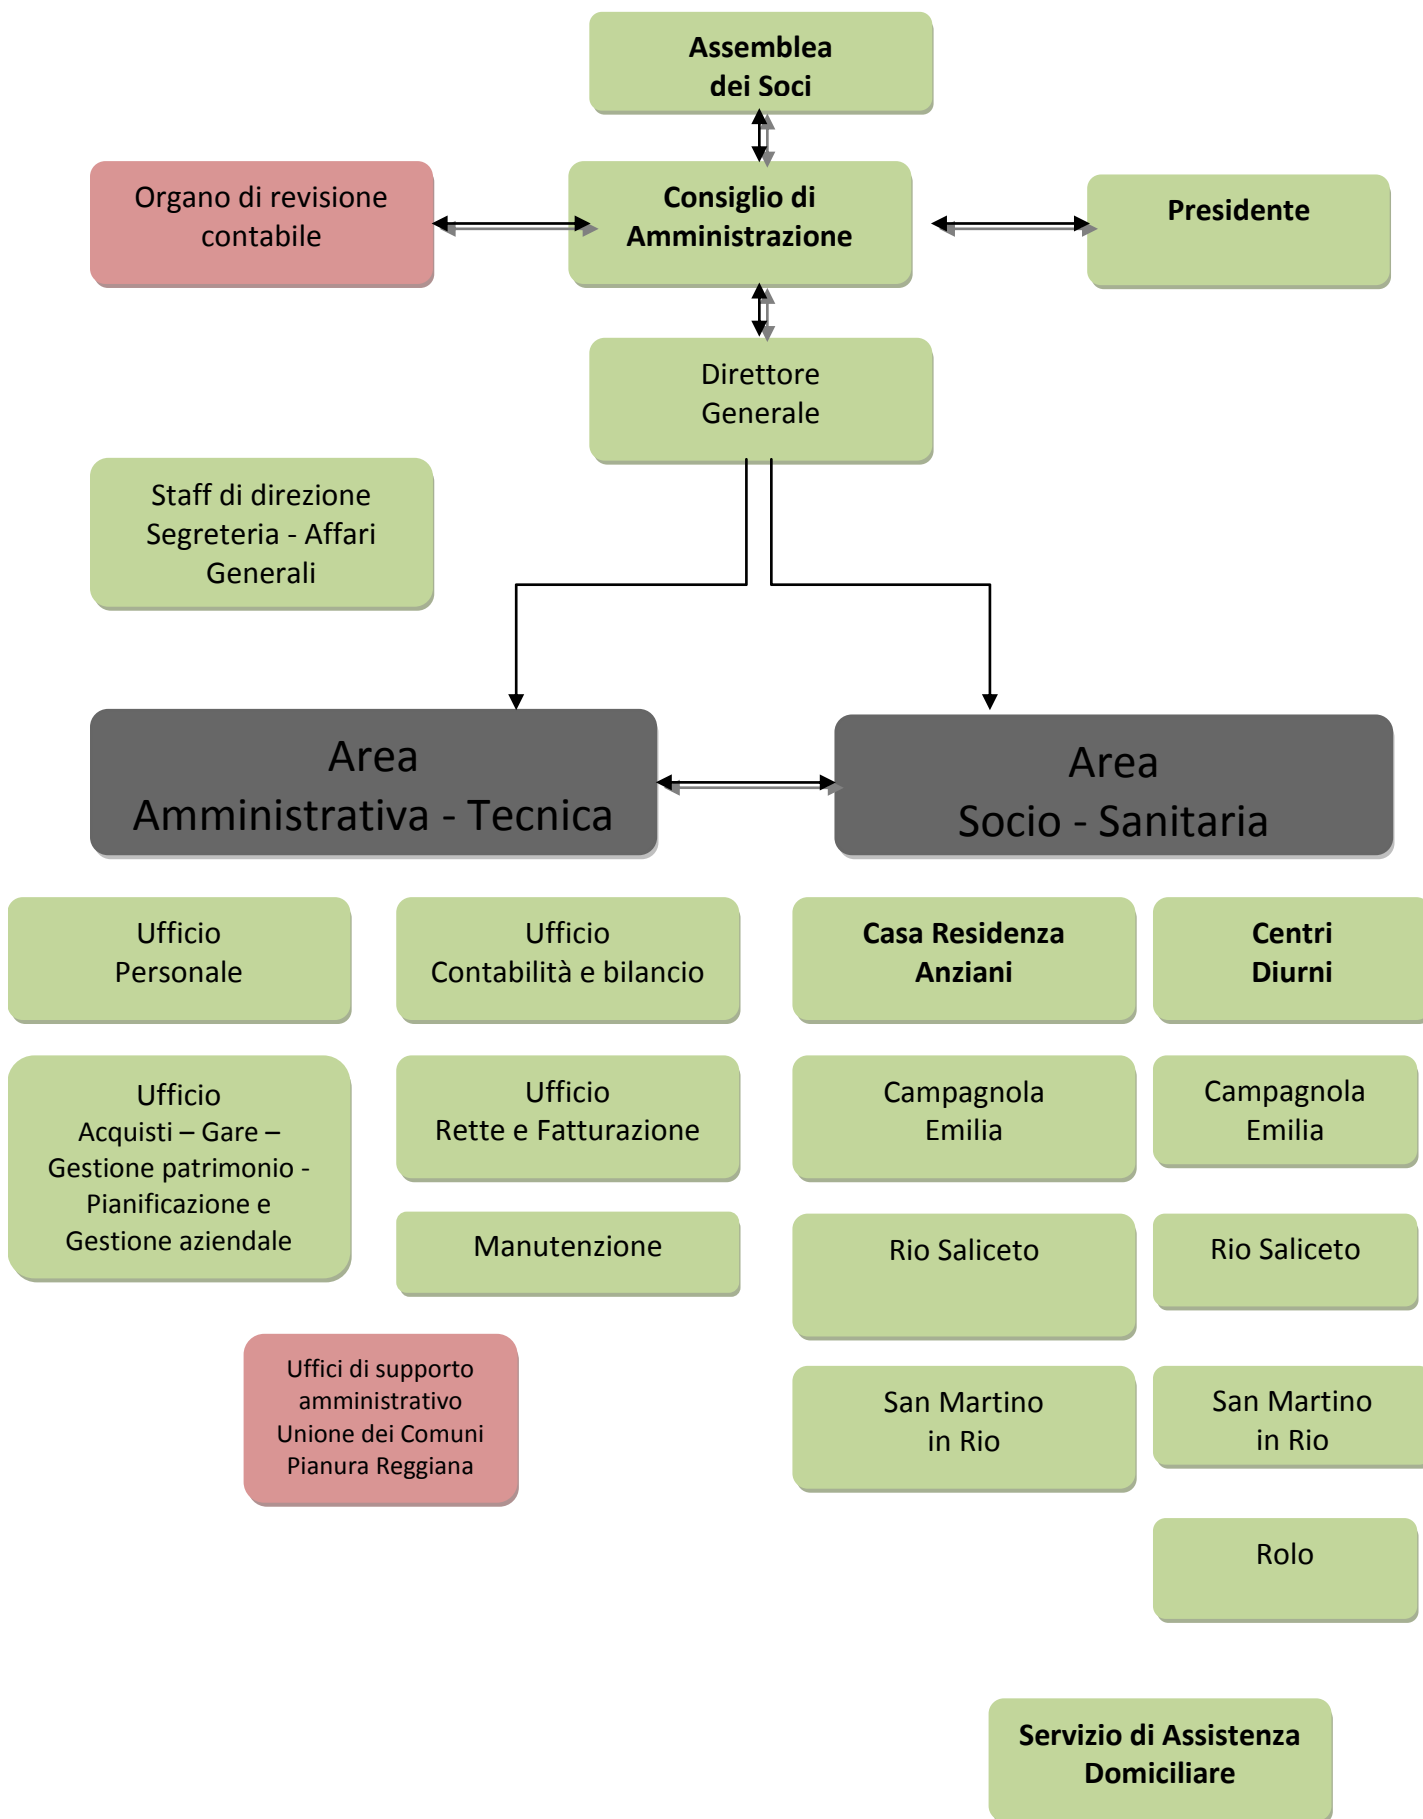 Assemblea
dei Soci
Organo di revisione
contabile
Consiglio di
Amministrazione
Presidente
Direttore
Generale
Staff di direzione
Segreteria - Affari
Generali
Area
Amministrativa - Tecnica
Area
Socio - Sanitaria
Ufficio
Personale
Ufficio
Contabilità e bilancio
Casa Residenza
Anziani
Centri
Diurni
Ufficio
Acquisti – Gare –
Gestione patrimonio -
Pianificazione e
Gestione aziendale
Ufficio
Rette e Fatturazione
Campagnola
Emilia
Campagnola
Emilia
Manutenzione
Rio Saliceto
Rio Saliceto
Uffici di supporto
amministrativo
Unione dei Comuni
Pianura Reggiana
San Martino
in Rio
San Martino
in Rio
Rolo
Servizio di Assistenza
Domiciliare